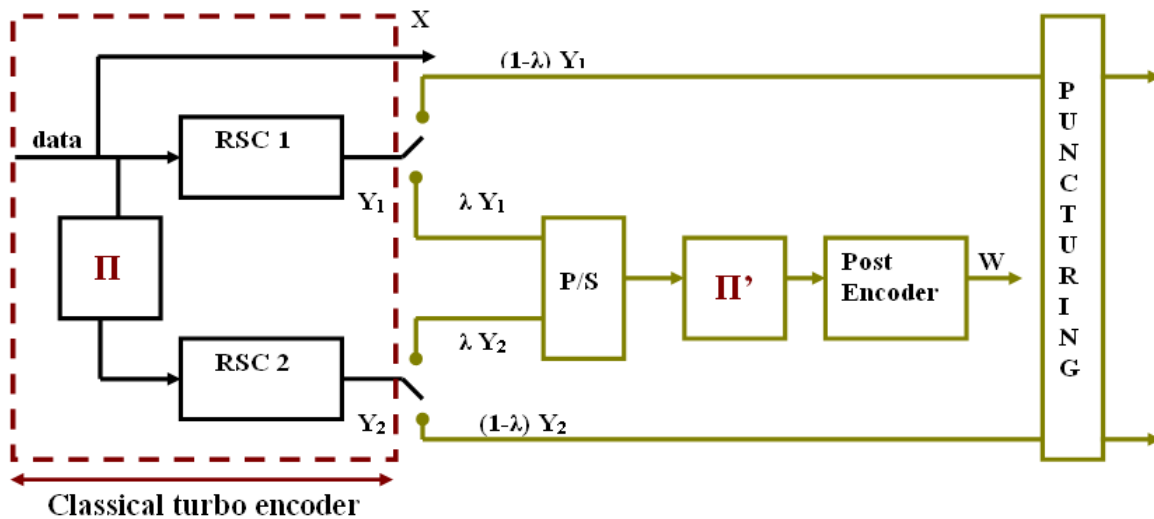 X
(1-λ) Y₁
data
RSC 1
Y₁
λ Y₁
Π
P/S
Π’
Post
Encoder
W
λ Y₂
RSC 2
Y₂
(1-λ) Y₂
P
U
N
C
T
U
R
I
N
G
Classical turbo encoder